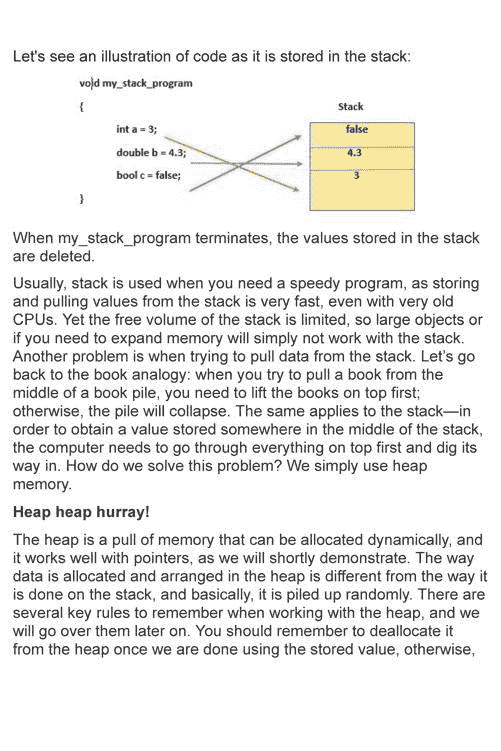 Let's see an illustration of code as it is stored in the stack:
void my_stack_program
{
Stack
int a = 3;
false
double b = 4.3;
4.3
bool c = false;
3
}
When my_stack_program terminates, the values stored in the stack
are deleted.
Usually, stack is used when you need a speedy program, as storing
and pulling values from the stack is very fast, even with very old
CPUs. Yet the free volume of the stack is limited, so large objects or
if you need to expand memory will simply not work with the stack.
Another problem is when trying to pull data from the stack. Let's go
back to the book analogy: when you try to pull a book from the
middle of a book pile, you need to lift the books on top first;
otherwise, the pile will collapse. The same applies to the stack—in
order to obtain a value stored somewhere in the middle of the stack,
the computer needs to go through everything on top first and dig its
way in. How do we solve this problem? We simply use heap
memory.
Heap heap hurray!
The heap is a pull of memory that can be allocated dynamically, and
it works well with pointers, as we will shortly demonstrate. The way
data is allocated and arranged in the heap is different from the way it
is done on the stack, and basically, it is piled up randomly. There are
several key rules to remember when working with the heap, and we
will go over them later on. You should remember to deallocate it
from the heap once we are done using the stored value, otherwise,